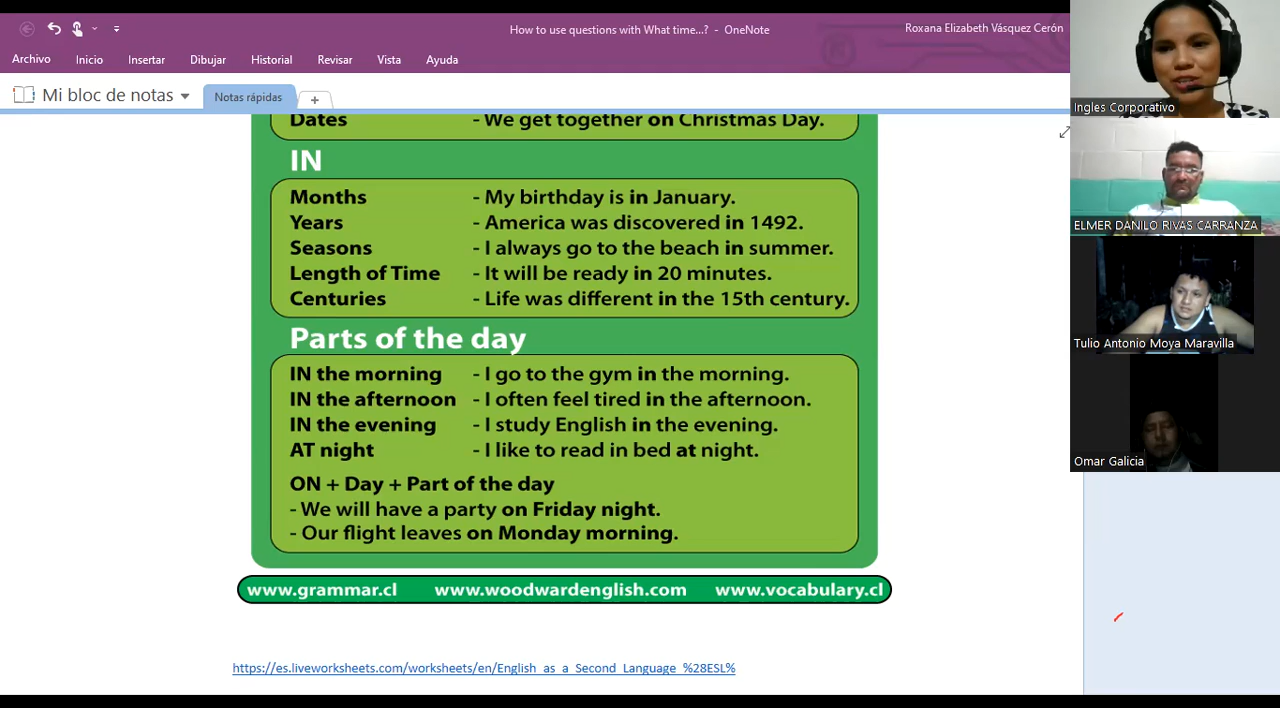 How to use questions with What time...? - OneNote
Roxana Elizabeth Vásquez Cerón
Archivo Inicio Insertar Dibujar Historial Revisar Vista Ayuda
Mi bloc de notas Notas rápidas +
Ingles Corporativo
ELMER DANILO RIVAS CARRANZA
Tulio Antonio Moya Maravilla
Omar Galicia
Dates - We get together on Christmas Day.
IN
Months - My birthday is in January.
Years - America was discovered in 1492.
Seasons - I always go to the beach in summer.
Length of Time - It will be ready in 20 minutes.
Centuries - Life was different in the 15th century.
Parts of the day
IN the morning - I go to the gym in the morning.
IN the afternoon - I often feel tired in the afternoon.
IN the evening - I study English in the evening.
AT night - I like to read in bed at night.
ON + Day + Part of the day
- We will have a party on Friday night.
- Our flight leaves on Monday morning.
www.grammar.cl www.woodwardenglish.com www.vocabulary.cl
https://es.liveworksheets.com/worksheets/en/English_as_a_Second_Language_%28ESL%